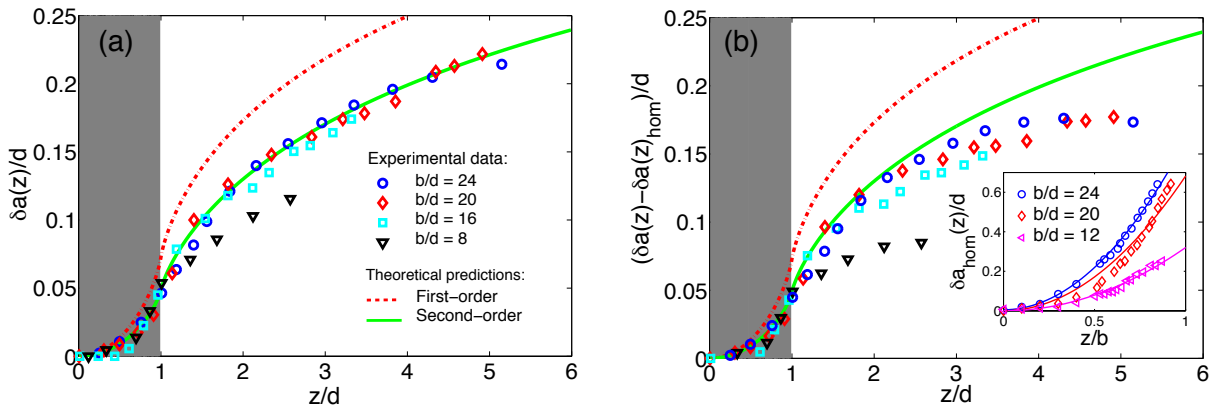 (a)
δa(z)/d
0.25
0.2
0.15
0.1
0.05
0
0 1 2 3 4 5 6
z/d
Experimental data:
b/d = 24
b/d = 20
b/d = 16
b/d = 8
Theoretical predictions:
First−order
Second−order
(b)
(δa(z)−δa(z)hom)/d
0.25
0.2
0.15
0.1
0.05
0
0 1 2 3 4 5 6
z/d
δahom(z)/d
0.6
0.4
0.2
0
0 0.5 1
z/b
b/d = 24
b/d = 20
b/d = 12